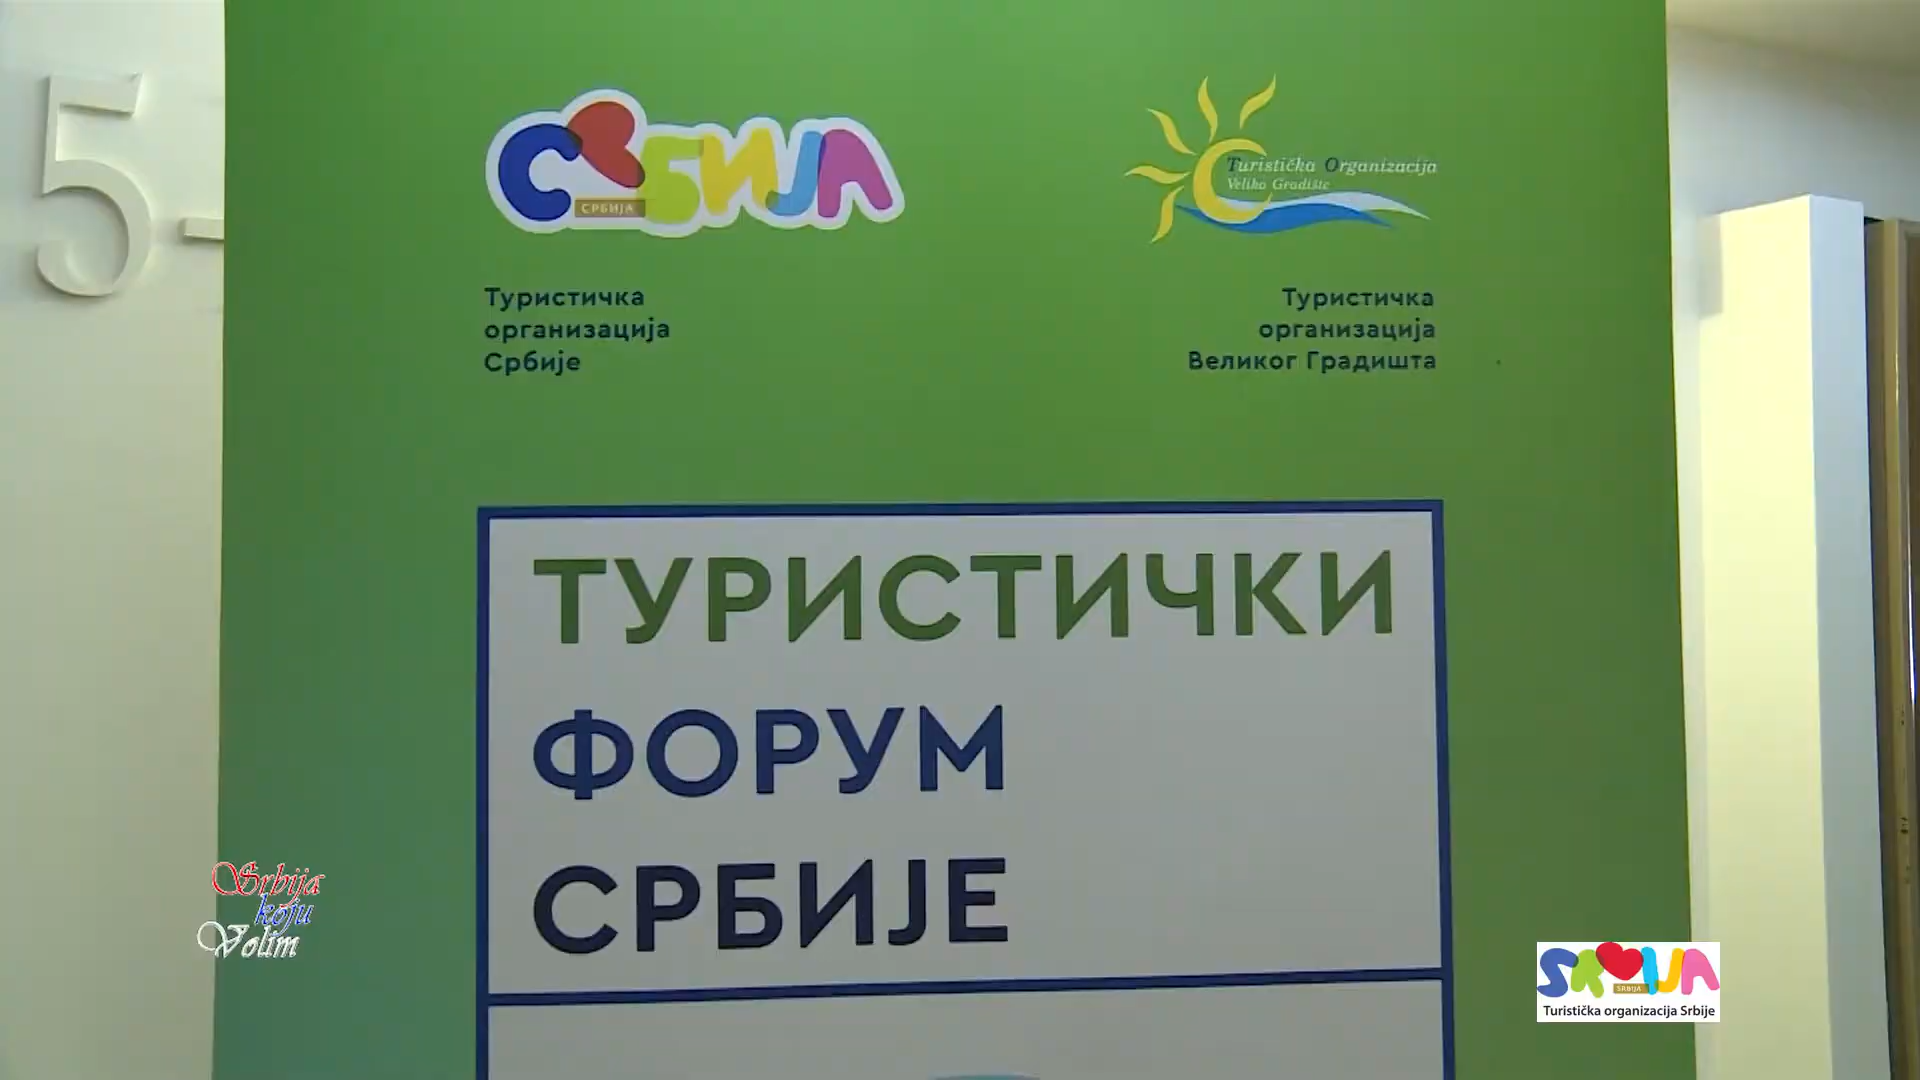 5-
СРБИЈА
СРБИЈА
Turistička Organizacija
Veliko Gradište
Туристичка
организација
Србије
Туристичка
организација
Великог Градишта
ТУРИСТИЧКИ
ФОРУМ
СРБИЈЕ
Srbija
koju
Volim
SRBIJA
SRBIJA
Turistička organizacija Srbije